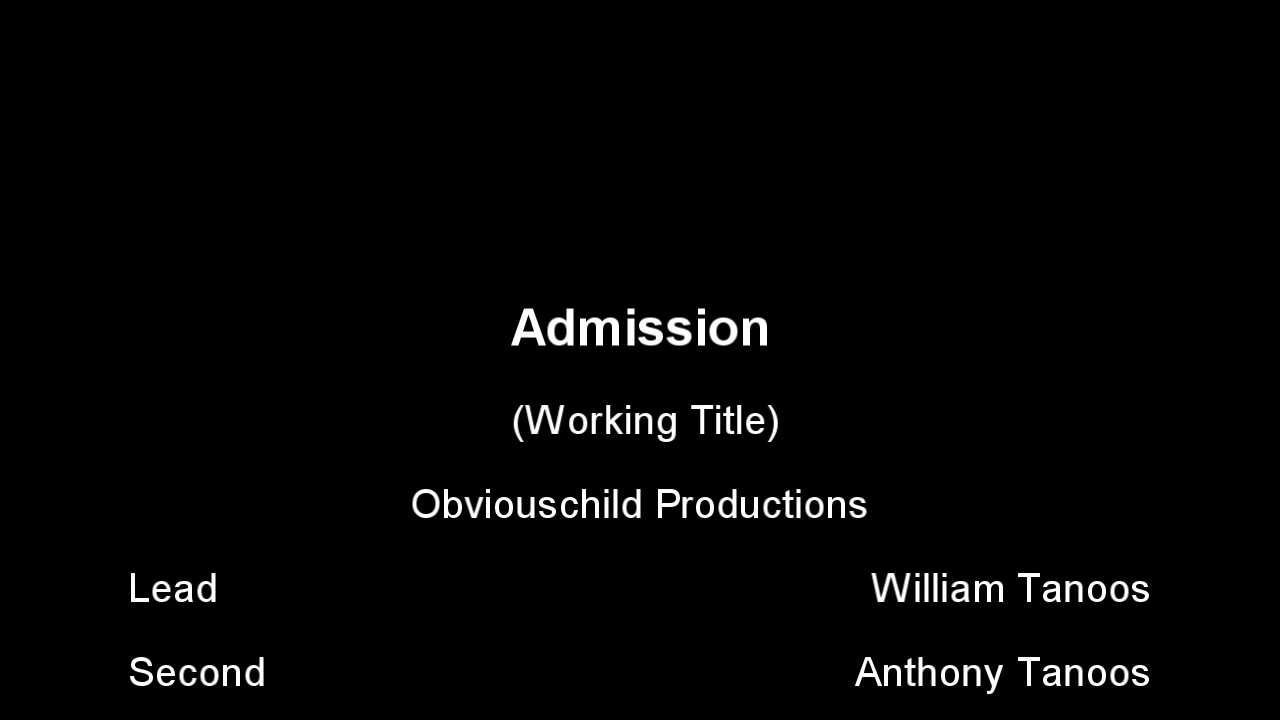 Admission
(Working Title)
Obviouschild Productions
Lead William Tanoos
Second Anthony Tanoos